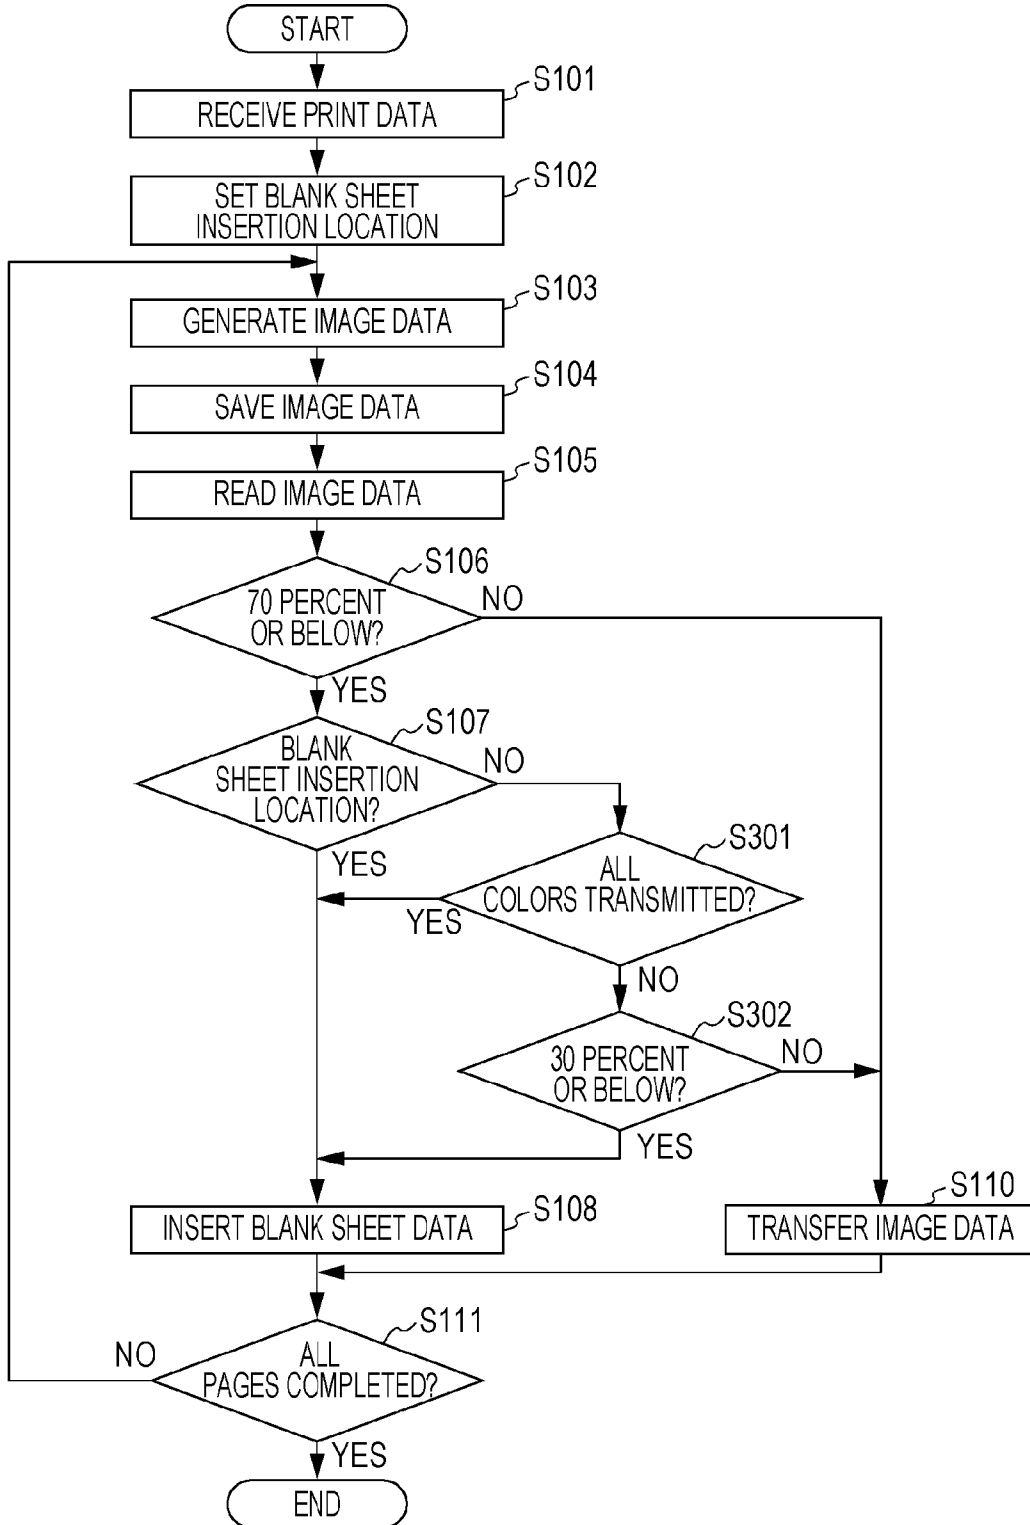 START
S101
RECEIVE PRINT DATA
S102
SET BLANK SHEET
INSERTION LOCATION
S103
GENERATE IMAGE DATA
S104
SAVE IMAGE DATA
S105
READ IMAGE DATA
S106
70 PERCENT
OR BELOW?
NO
YES
S107
BLANK
SHEET INSERTION
LOCATION?
NO
YES
S301
ALL
COLORS TRANSMITTED?
YES
NO
S302
30 PERCENT
OR BELOW?
NO
YES
S108
INSERT BLANK SHEET DATA
S110
TRANSFER IMAGE DATA
S111
ALL
PAGES COMPLETED?
NO
YES
END